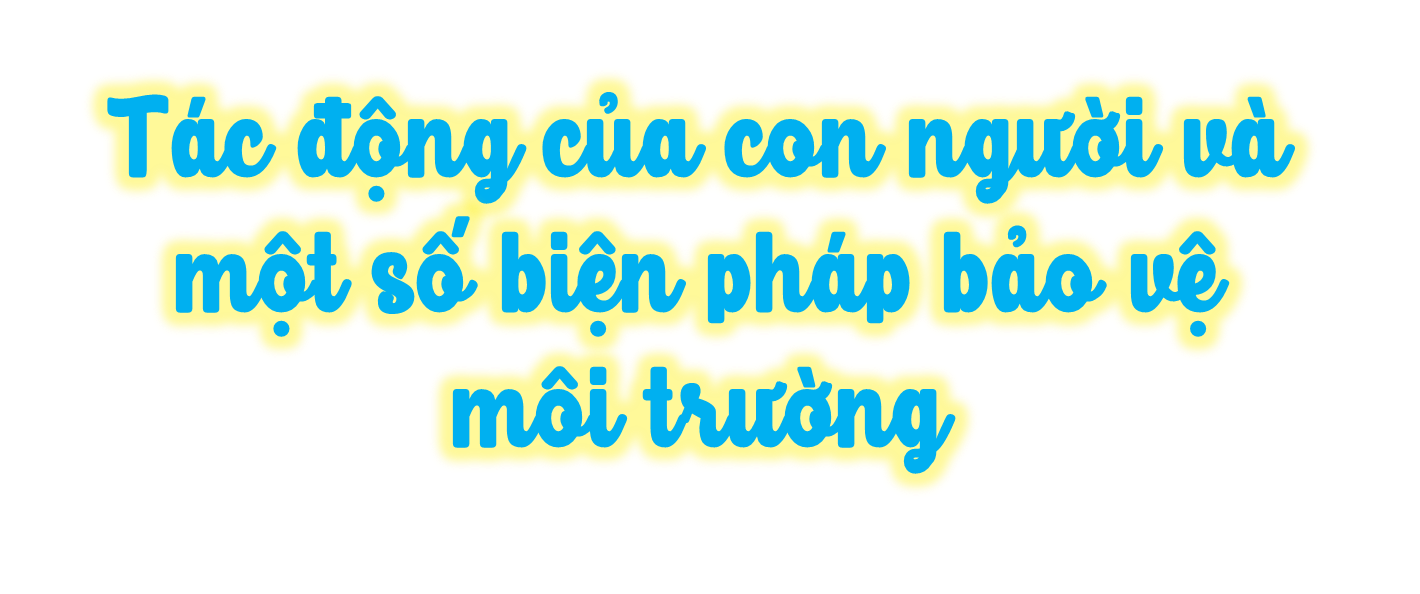 Tác động của con người và
một số biện pháp bảo vệ
môi trường